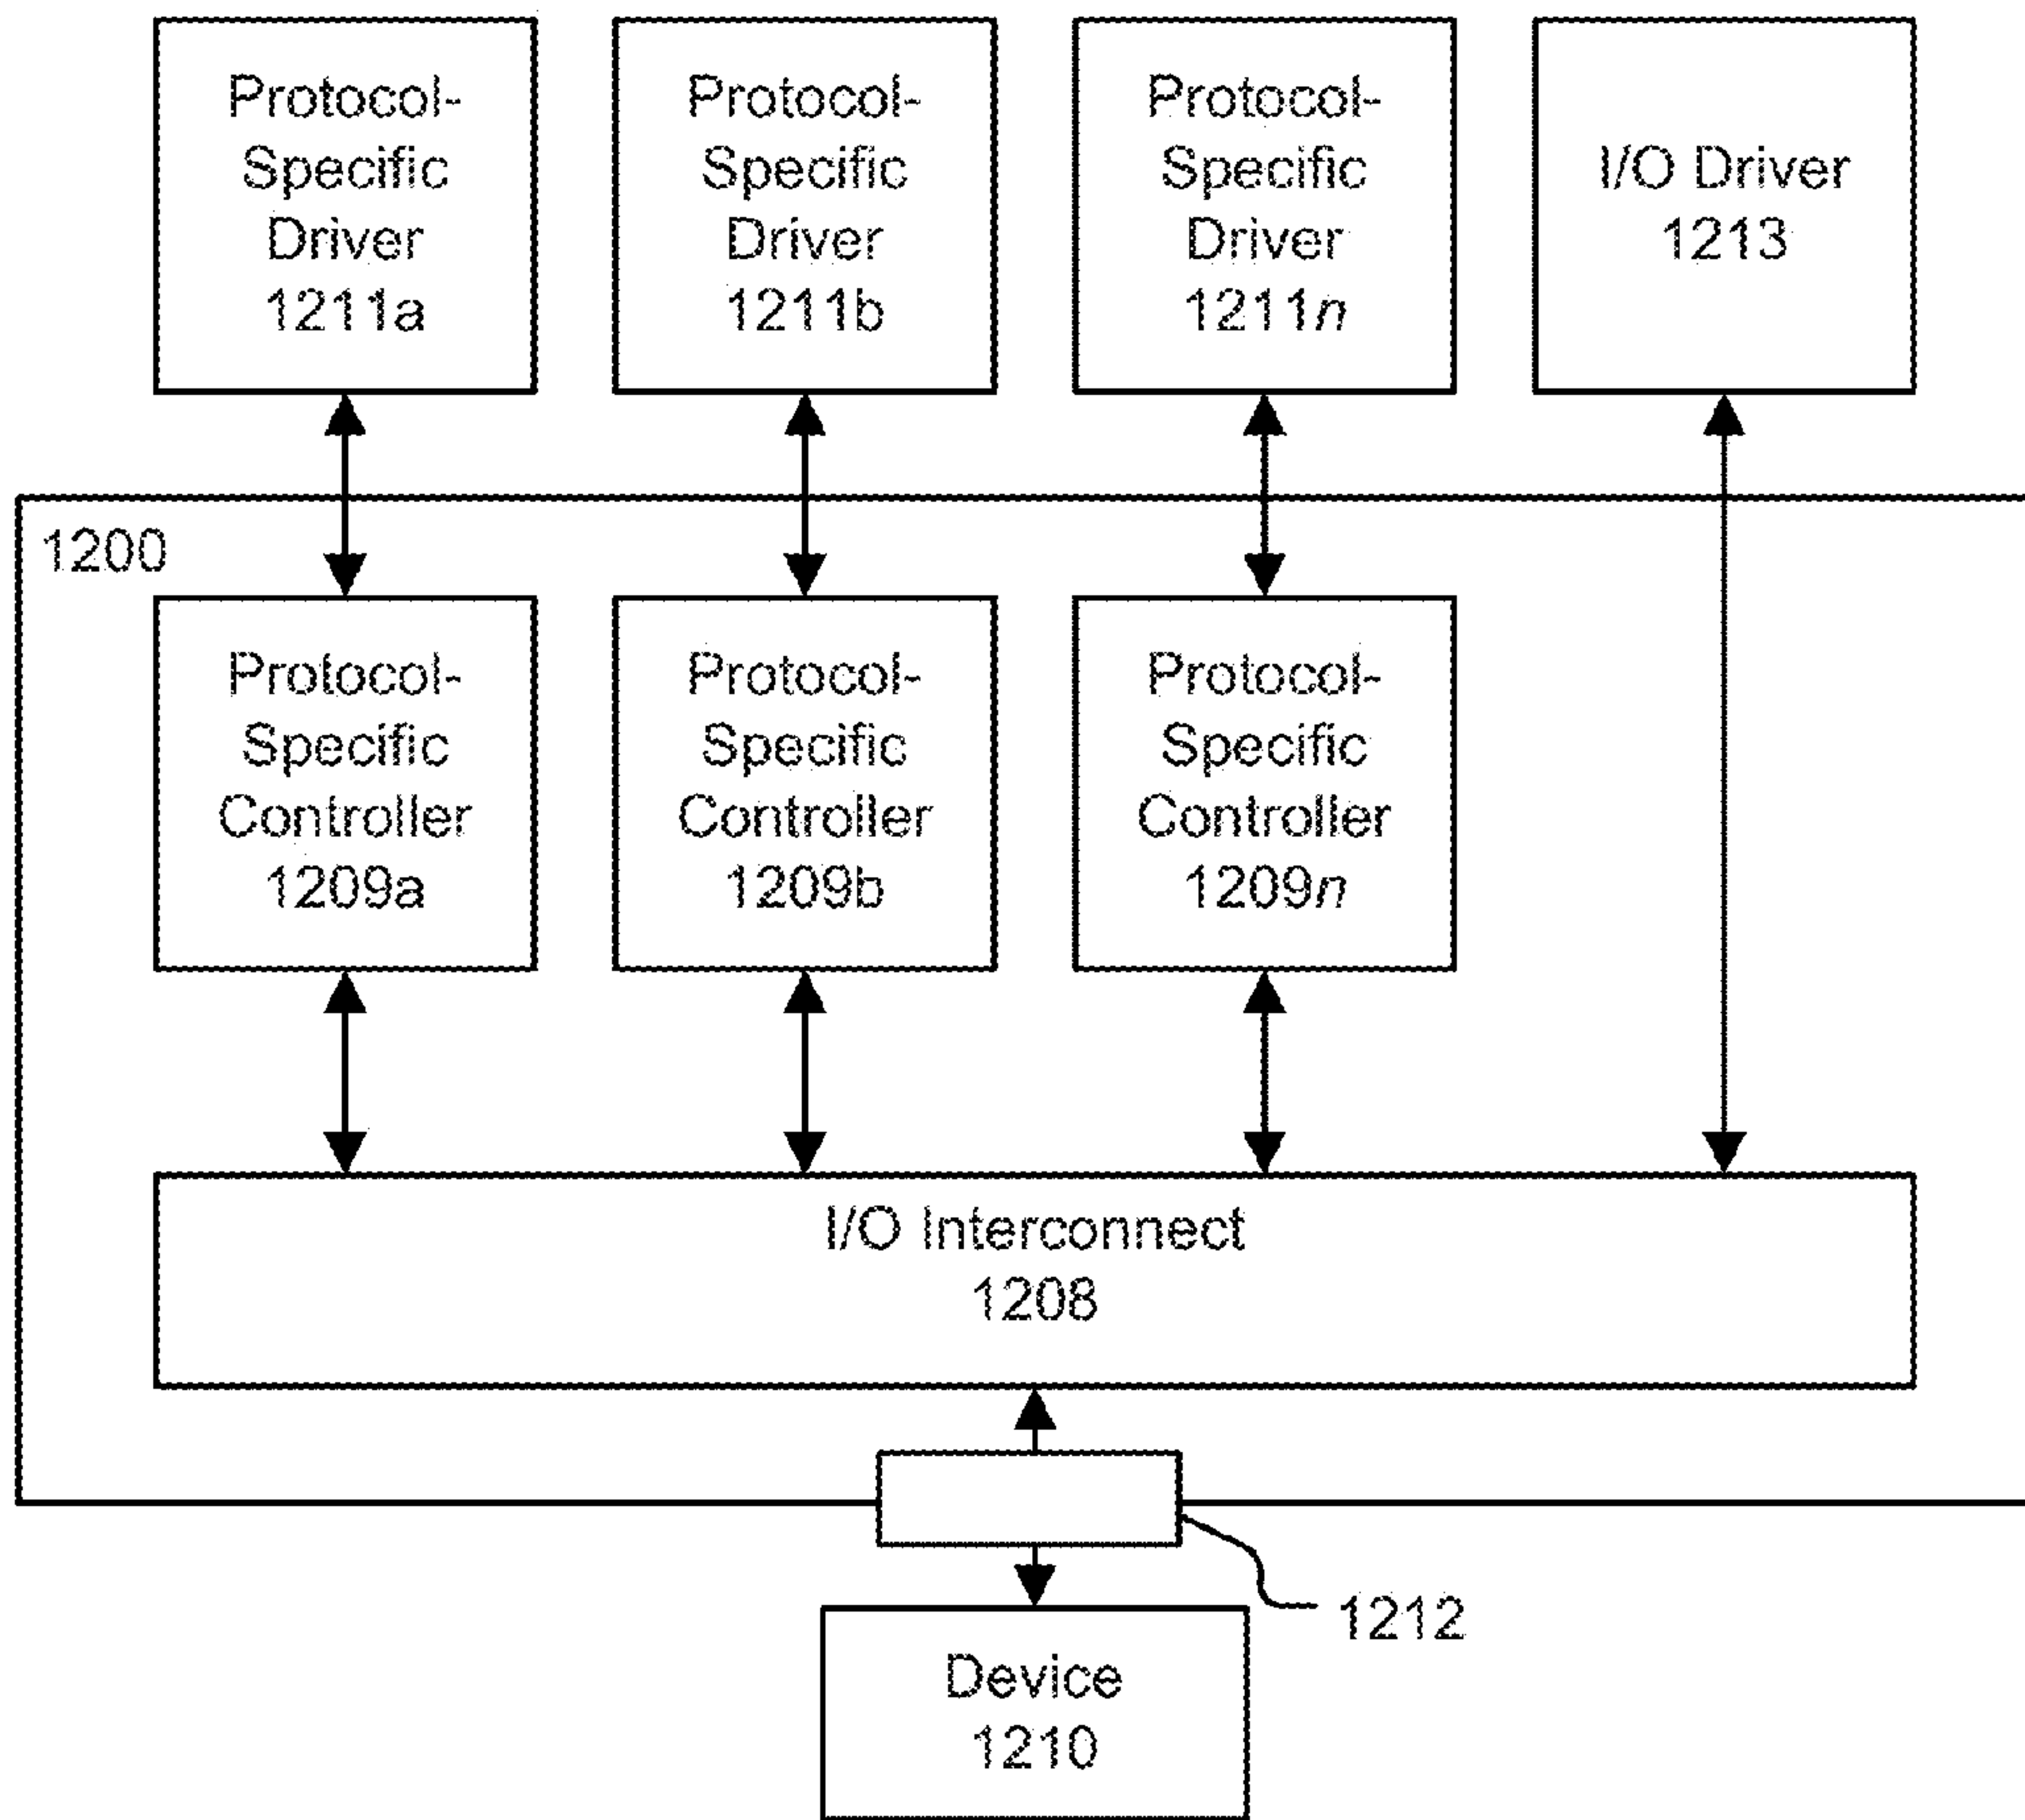 Protocol-
Specific
Driver
1211a
Protocol-
Specific
Driver
1211b
Protocol-
Specific
Driver
1211n
I/O Driver
1213
1200
Protocol-
Specific
Controller
1209a
Protocol-
Specific
Controller
1209b
Protocol-
Specific
Controller
1209n
I/O Interconnect
1208
1212
Device
1210